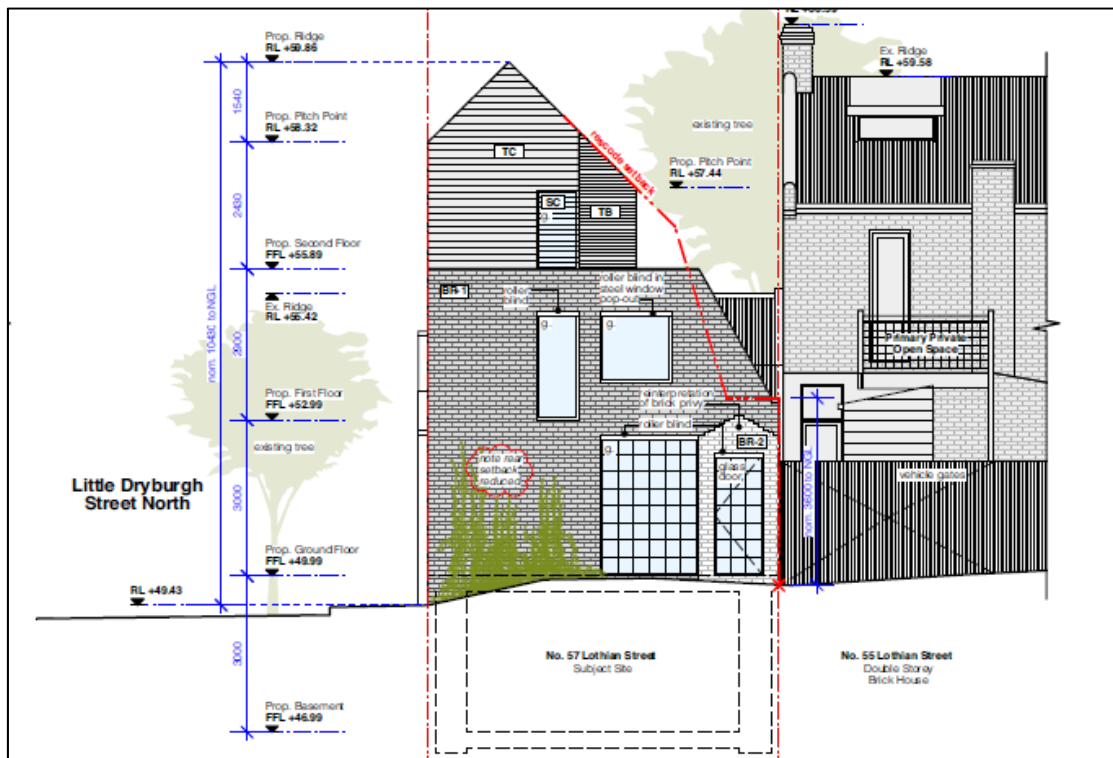 Prop. Ridge
RL +59.86
Ex. Ridge
RL +59.58
1540
Prop. Pitch Point
RL +58.32
existing tree
rescode setback
TC
Prop. Pitch Point
RL +57.44
nom. 10430 to NGL
2430
SC
g.
TB
Prop. Second Floor
FFL +55.89
BR-1
roller
blind
roller blind in
steel window
pop-out
Ex. Ridge
RL +55.42
g.
g.
2900
Primary Private
Open Space
Prop. First Floor
FFL +52.99
reinterpretation
of brick privy
roller blind
BR-2
existing tree
g.
note rear
setback
reduced
glass
door
vehicle gates
nom. 3600 to NGL
Little Dryburgh
Street North
3000
Prop. Ground Floor
FFL +49.99
RL +49.43
3000
No. 57 Lothian Street
Subject Site
No. 55 Lothian Street
Double Storey
Brick House
Prop. Basement
FFL +46.99